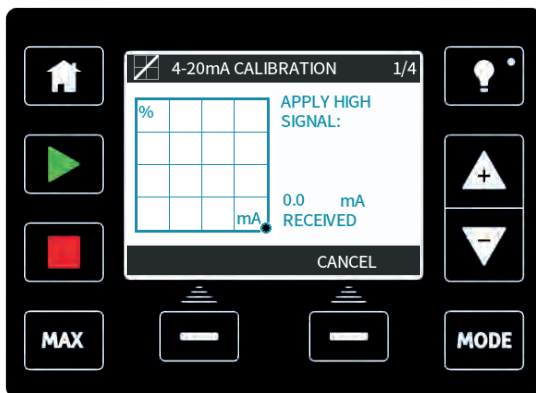 4-20mA CALIBRATION 1/4
%
APPLY HIGH
SIGNAL:
0.0 mA
mA RECEIVED
CANCEL
MAX
MODE